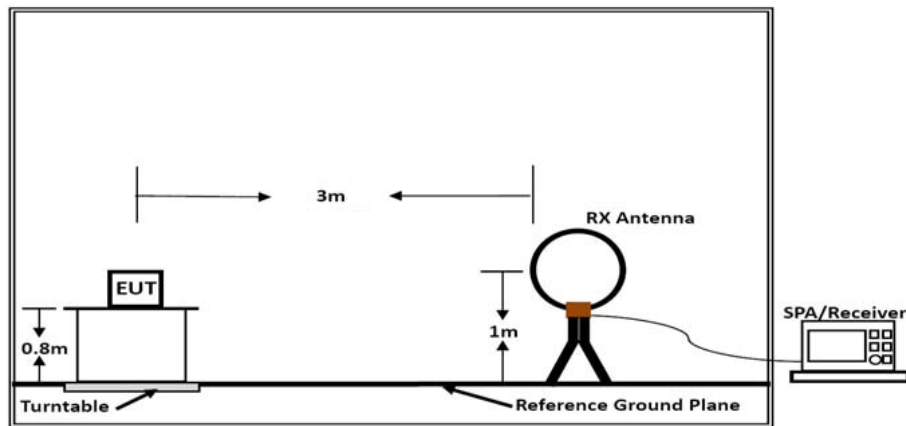 3m
RX Antenna
EUT
SPA/Receiver
0.8m
1m
Turntable
Reference Ground Plane